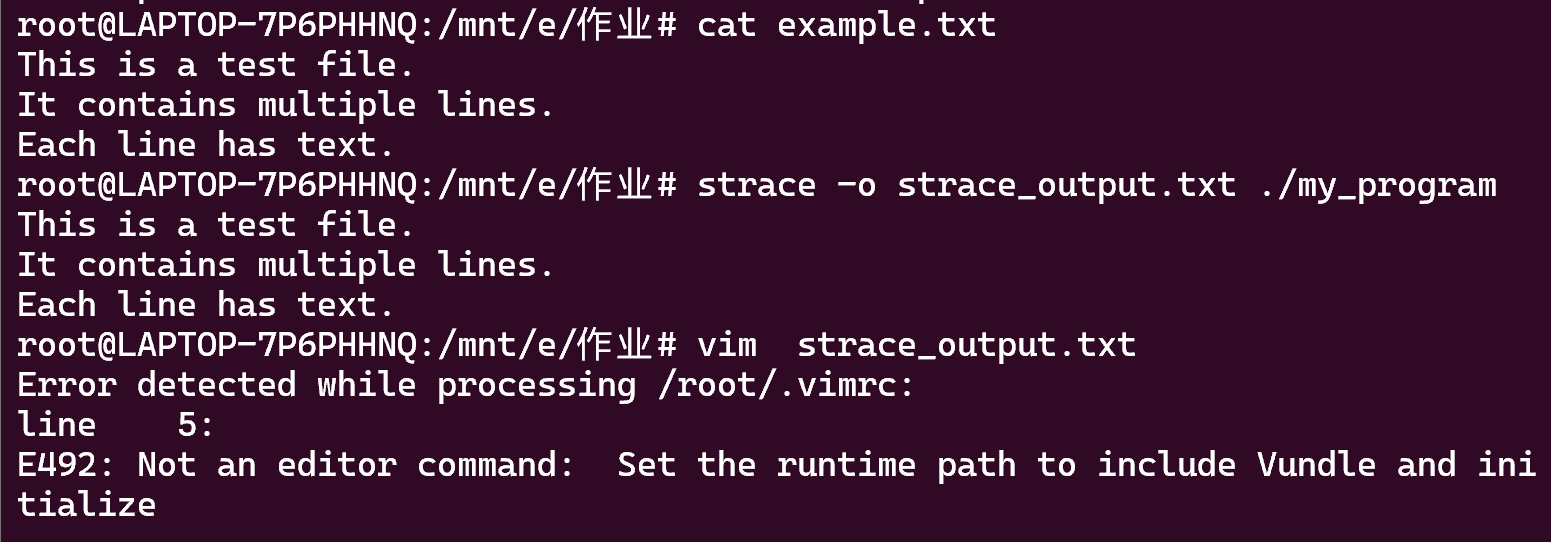 root@LAPTOP-7P6PHHNQ:/mnt/e/作业# cat example.txt
This is a test file.
It contains multiple lines.
Each line has text.
root@LAPTOP-7P6PHHNQ:/mnt/e/作业# strace -o strace_output.txt ./my_program
This is a test file.
It contains multiple lines.
Each line has text.
root@LAPTOP-7P6PHHNQ:/mnt/e/作业# vim  strace_output.txt
Error detected while processing /root/.vimrc:
line    5:
E492: Not an editor command:  Set the runtime path to include Vundle and ini
tialize